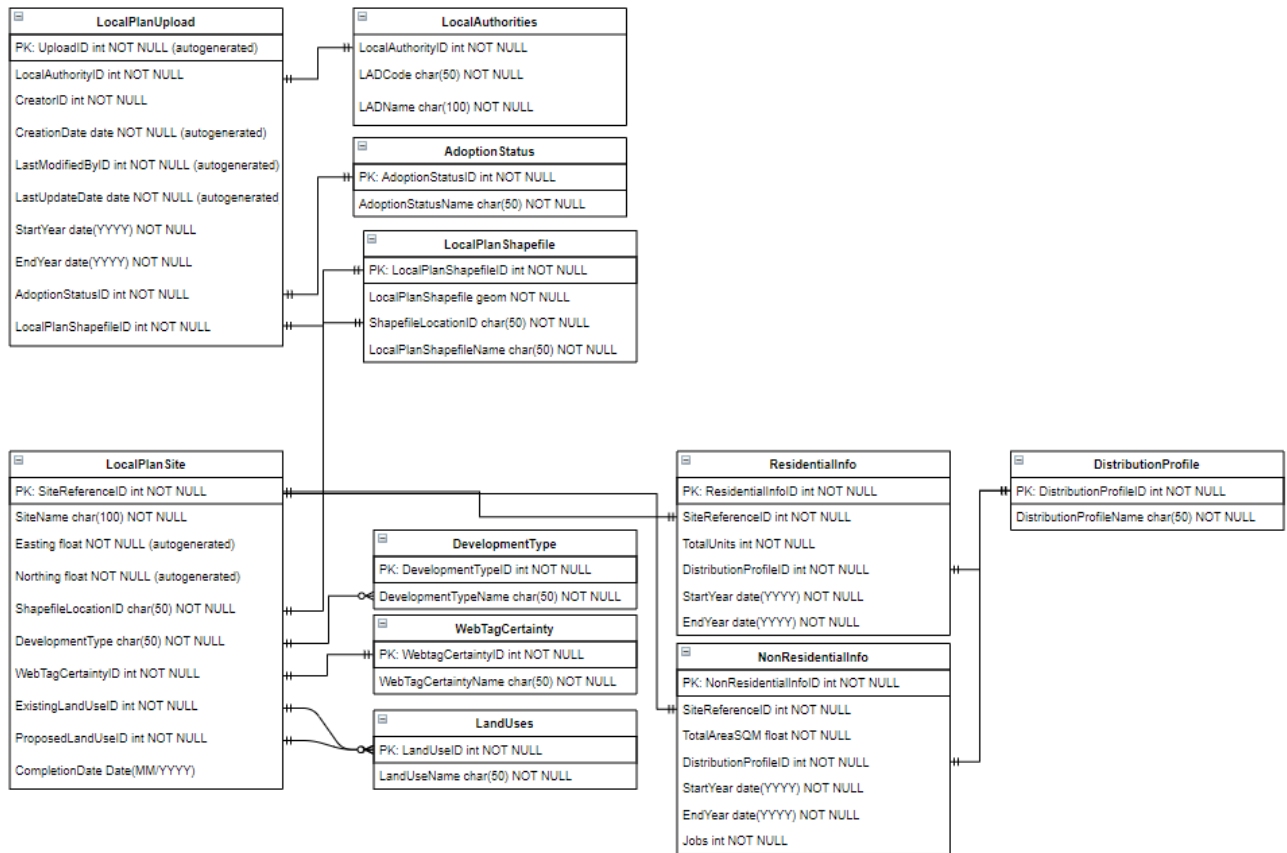 LocalPlanUpload
PK: UploadID int NOT NULL (autogenerated)
LocalAuthorityID int NOT NULL
CreatorID int NOT NULL
CreationDate date NOT NULL (autogenerated)
LastModifiedByID int NOT NULL (autogenerated)
LastUpdateDate date NOT NULL (autogenerated
StartYear date(YYYY) NOT NULL
EndYear date(YYYY) NOT NULL
AdoptionStatusID int NOT NULL
LocalPlanShapefileID int NOT NULL
LocalAuthorities
LocalAuthorityID int NOT NULL
LADCode char(50) NOT NULL
LADName char(100) NOT NULL
AdoptionStatus
PK: AdoptionStatusID int NOT NULL
AdoptionStatusName char(50) NOT NULL
LocalPlanShapefile
PK: LocalPlanShapefileID int NOT NULL
LocalPlanShapefile geom NOT NULL
ShapefileLocationID char(50) NOT NULL
LocalPlanShapefileName char(50) NOT NULL
LocalPlanSite
PK: SiteReferenceID int NOT NULL
SiteName char(100) NOT NULL
Easting float NOT NULL (autogenerated)
Northing float NOT NULL (autogenerated)
ShapefileLocationID char(50) NOT NULL
DevelopmentType char(50) NOT NULL
WebTagCertaintyID int NOT NULL
ExistingLandUseID int NOT NULL
ProposedLandUseID int NOT NULL
CompletionDate Date(MM/YYYY)
DevelopmentType
PK: DevelopmentTypeID int NOT NULL
DevelopmentTypeName char(50) NOT NULL
WebTagCertainty
PK: WebtagCertaintyID int NOT NULL
WebTagCertaintyName char(50) NOT NULL
LandUses
PK: LandUseID int NOT NULL
LandUseName char(50) NOT NULL
ResidentialInfo
PK: ResidentialInfoID int NOT NULL
SiteReferenceID int NOT NULL
TotalUnits int NOT NULL
DistributionProfileID int NOT NULL
StartYear date(YYYY) NOT NULL
EndYear date(YYYY) NOT NULL
NonResidentialInfo
PK: NonResidentialInfoID int NOT NULL
SiteReferenceID int NOT NULL
TotalAreaSQM float NOT NULL
DistributionProfileID int NOT NULL
StartYear date(YYYY) NOT NULL
EndYear date(YYYY) NOT NULL
Jobs int NOT NULL
DistributionProfile
PK: DistributionProfileID int NOT NULL
DistributionProfileName char(50) NOT NULL